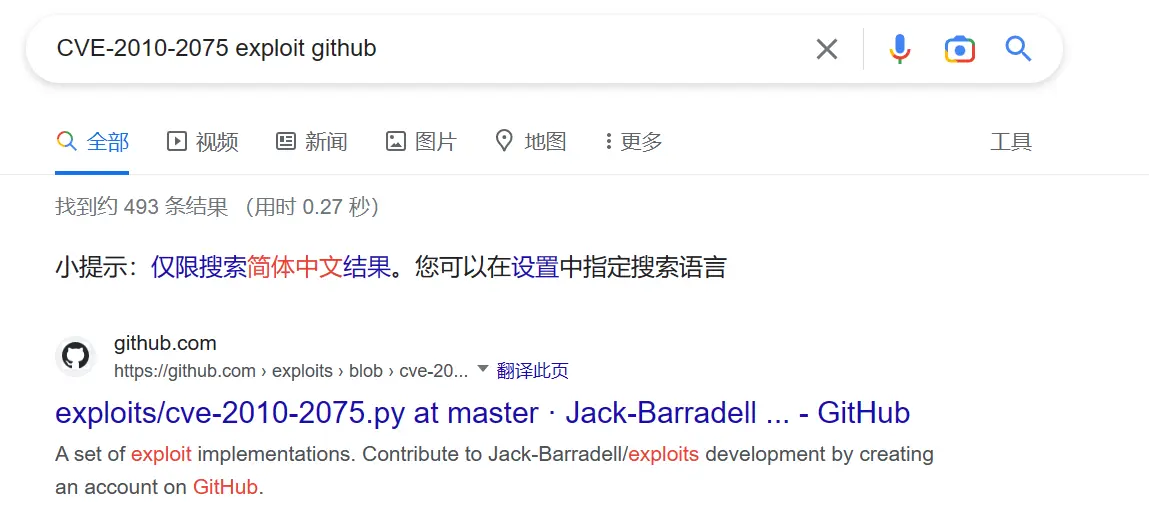 CVE-2010-2075 exploit github
全部 视频 新闻 图片 地图 更多 工具
找到约 493 条结果 （用时 0.27 秒）
小提示：仅限搜索简体中文结果。您可以在设置中指定搜索语言
github.com
https://github.com › exploits › blob › cve-20... 翻译此页
exploits/cve-2010-2075.py at master · Jack-Barradell ... - GitHub
A set of exploit implementations. Contribute to Jack-Barradell/exploits development by creating
an account on GitHub.